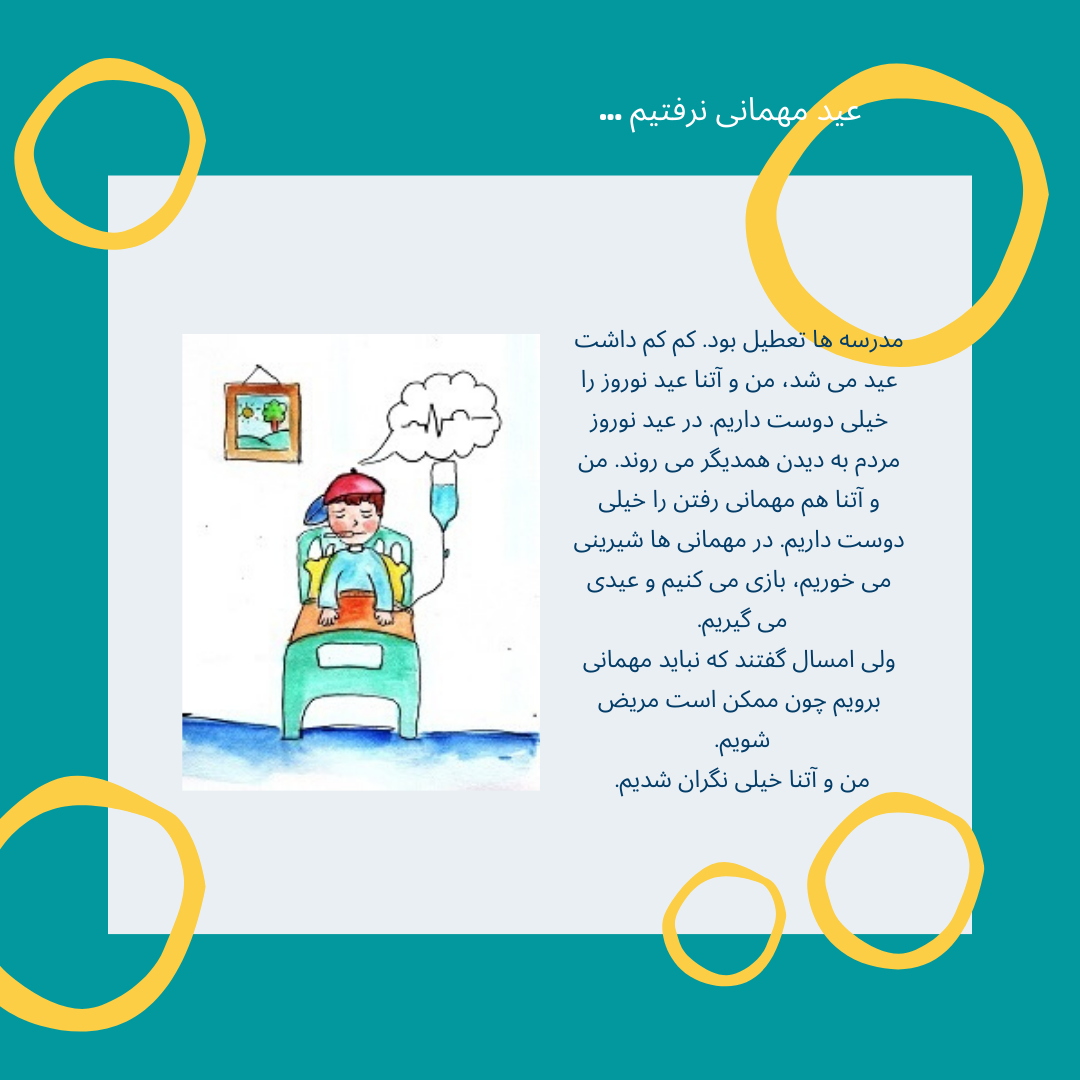 عید مهمانی نرفتیم ...
مدرسه ها تعطیل بود. کم کم داشت
عید می شد، من و آتنا عید نوروز را
خیلی دوست داریم. در عید نوروز
مردم به دیدن همدیگر می روند. من
و آتنا هم مهمانی رفتن را خیلی
دوست داریم. در مهمانی ها شیرینی
می خوریم، بازی می کنیم و عیدی
می گیریم.
ولی امسال گفتند که نباید مهمانی
برویم چون ممکن است مریض
شویم.
من و آتنا خیلی نگران شدیم.